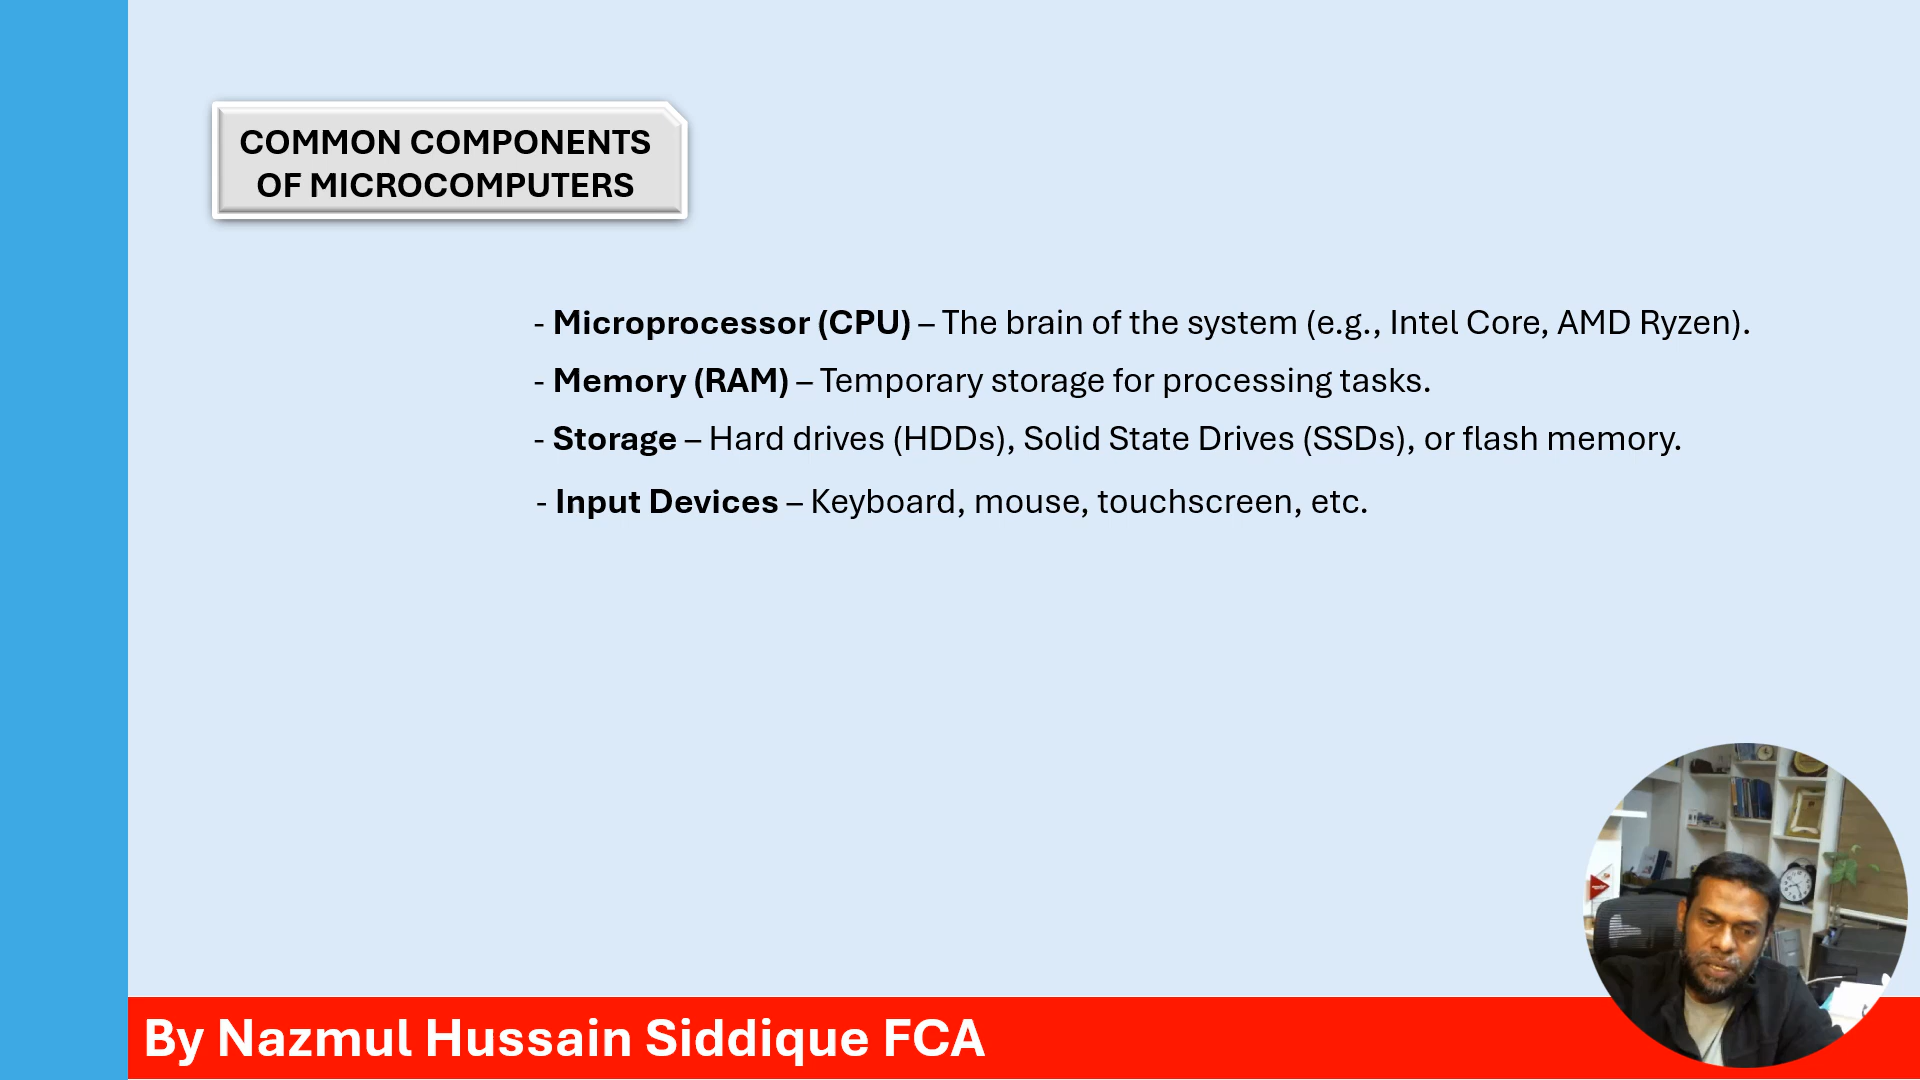 COMMON COMPONENTS
OF MICROCOMPUTERS
- Microprocessor (CPU) – The brain of the system (e.g., Intel Core, AMD Ryzen).
- Memory (RAM) – Temporary storage for processing tasks.
- Storage – Hard drives (HDDs), Solid State Drives (SSDs), or flash memory.
- Input Devices – Keyboard, mouse, touchscreen, etc.
By Nazmul Hussain Siddique FCA